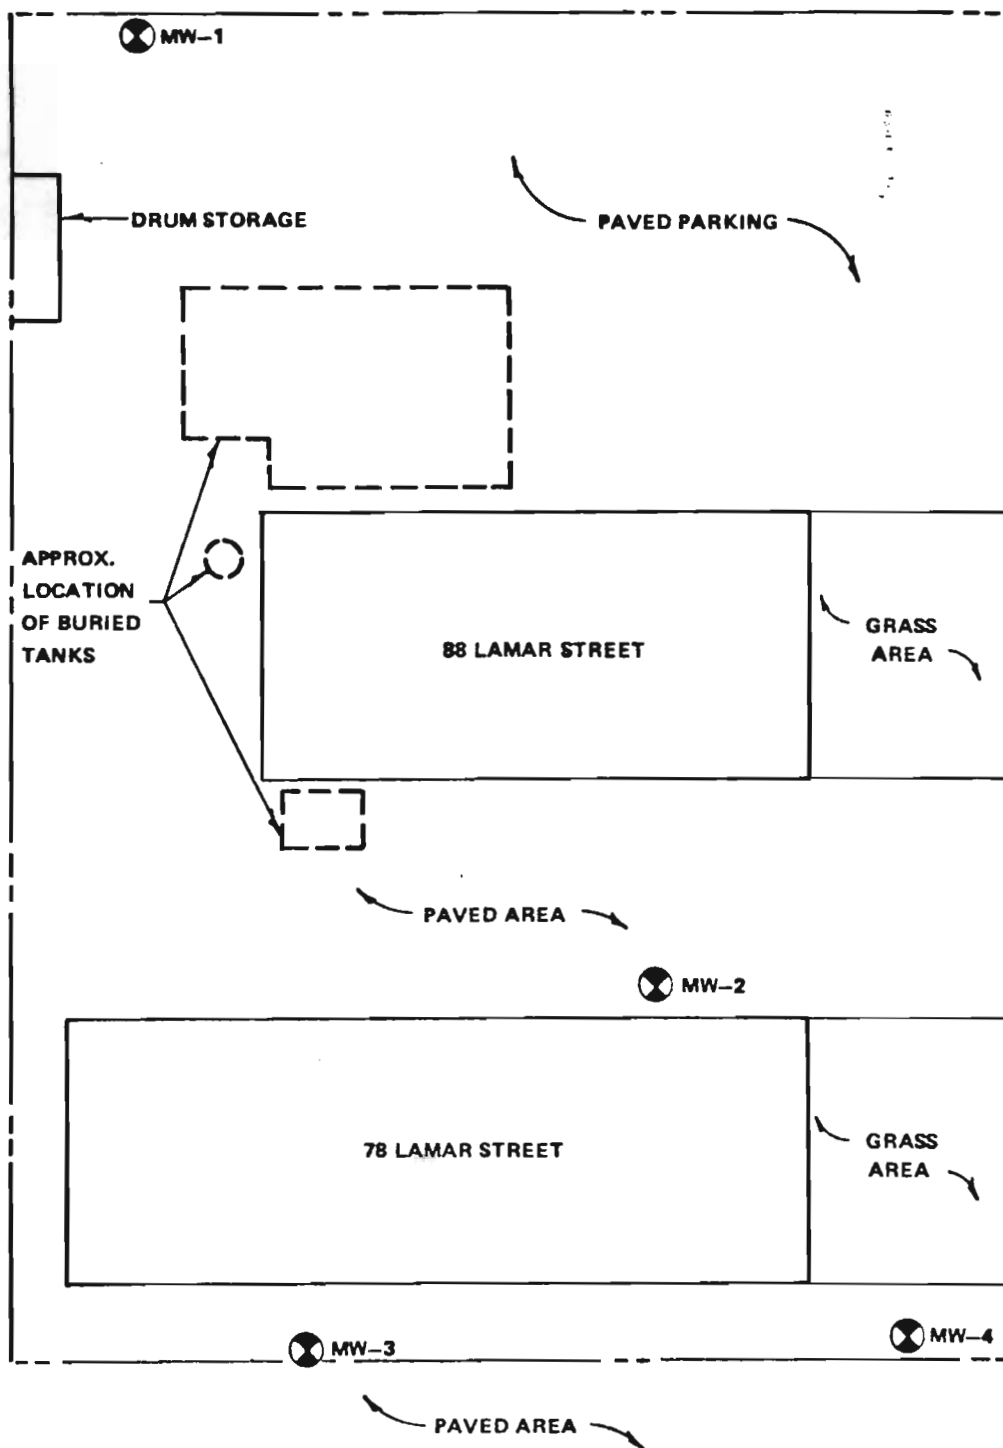 MW–1
DRUM STORAGE
PAVED PARKING
APPROX.
LOCATION
OF BURIED
TANKS
88 LAMAR STREET
GRASS
AREA
PAVED AREA
MW–2
78 LAMAR STREET
GRASS
AREA
MW–3
MW–4
PAVED AREA